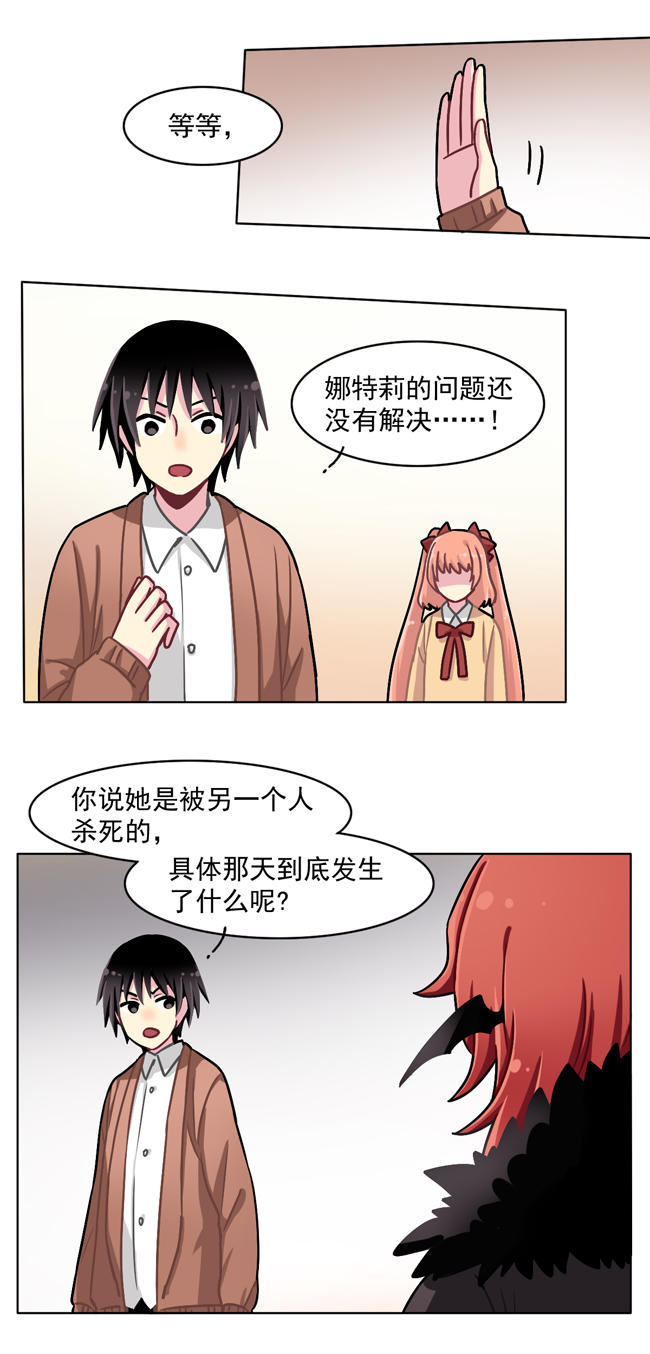 等等，
娜特莉的问题还
没有解决……！
你说她是被另一个人
杀死的，
具体那天到底发生
了什么呢？